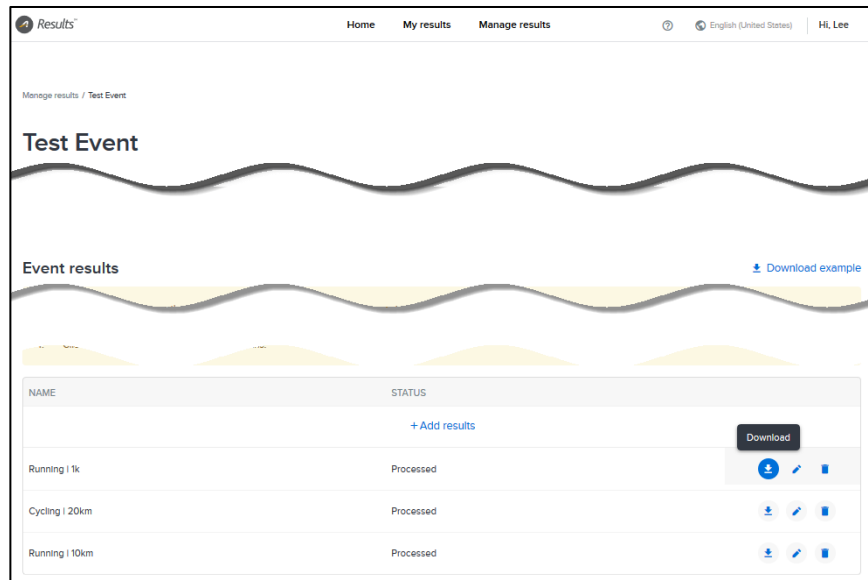 Results™
Home My results Manage results English (United States) Hi, Lee
Manage results / Test Event
Test Event
Event results
Download example
NAME STATUS
+ Add results
Download
Running | 1k Processed
Cycling | 20km Processed
Running | 10km Processed